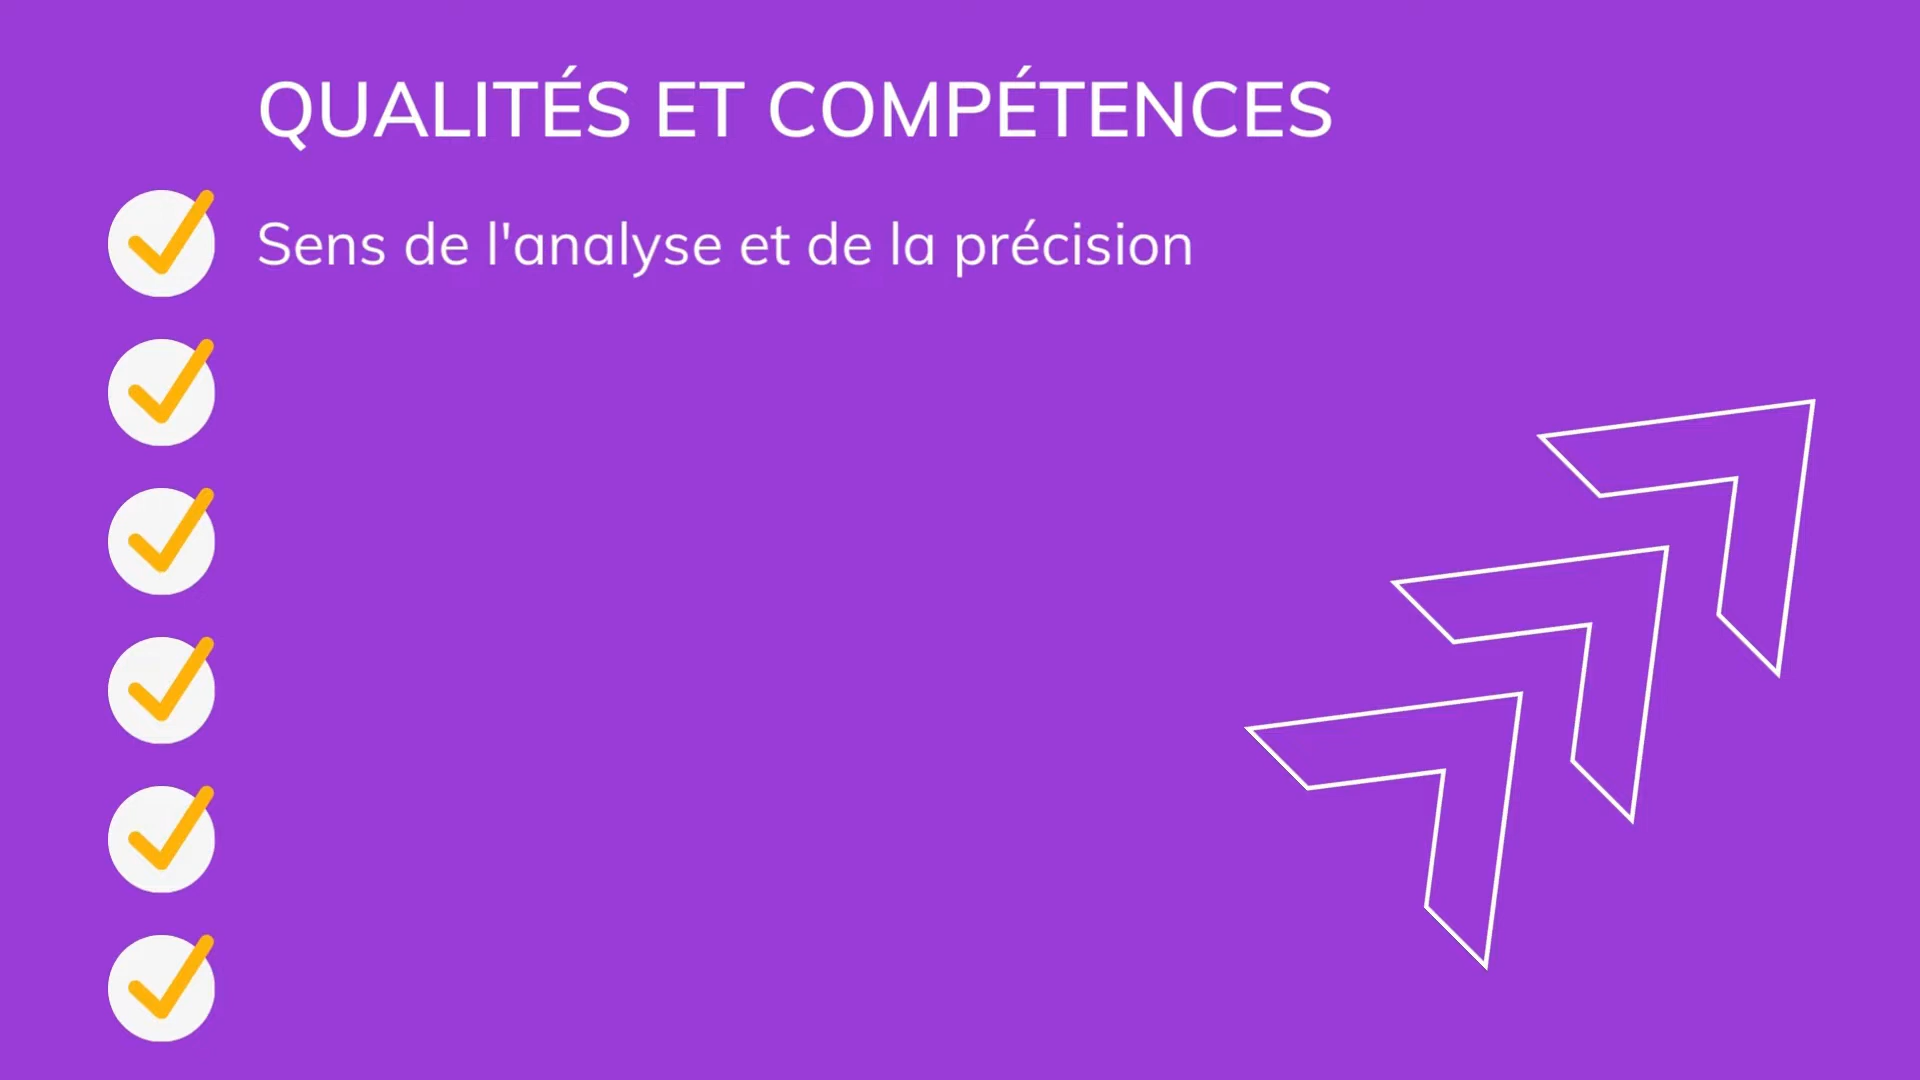 QUALITÉS ET COMPÉTENCES
Sens de l'analyse et de la précision